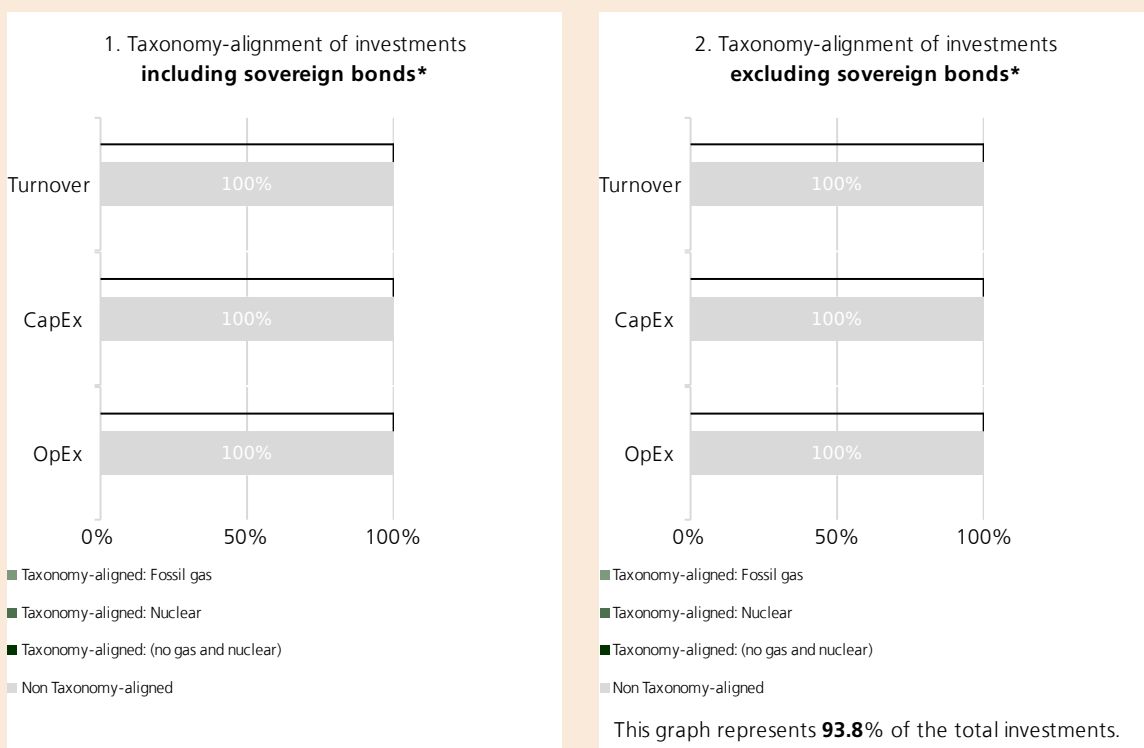 1. Taxonomy-alignment of investments
including sovereign bonds*
Turnover
100%
CapEx
100%
OpEx
100%
0%
50%
100%
Taxonomy-aligned: Fossil gas
Taxonomy-aligned: Nuclear
Taxonomy-aligned: (no gas and nuclear)
Non Taxonomy-aligned
2. Taxonomy-alignment of investments
excluding sovereign bonds*
Turnover
100%
CapEx
100%
OpEx
100%
0%
50%
100%
Taxonomy-aligned: Fossil gas
Taxonomy-aligned: Nuclear
Taxonomy-aligned: (no gas and nuclear)
Non Taxonomy-aligned
This graph represents 93.8% of the total investments.